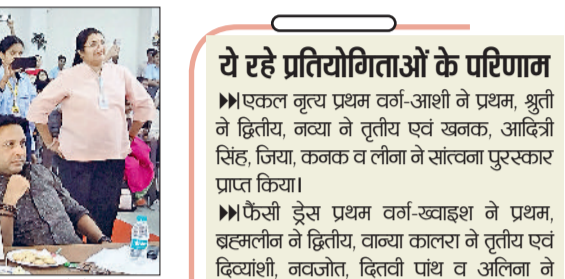 ये रहे प्रतियोगिताओं के परिणाम
एकल नृत्य प्रथम वर्ग-आशी ने प्रथम, श्रुती
ने द्वितीय, नव्या ने तृतीय एवं खनक, आदित्री
सिंह, जिया, कनक व लीना ने सांत्वना पुरस्कार
प्राप्त किया।
फैंसी ड्रेस प्रथम वर्ग-ख्वाइश ने प्रथम,
ब्रह्मलीन ने द्वितीय, वान्या कालरा ने तृतीय एवं
दिव्यांशी, नवजोत, दितवी पांथ व अलिना ने